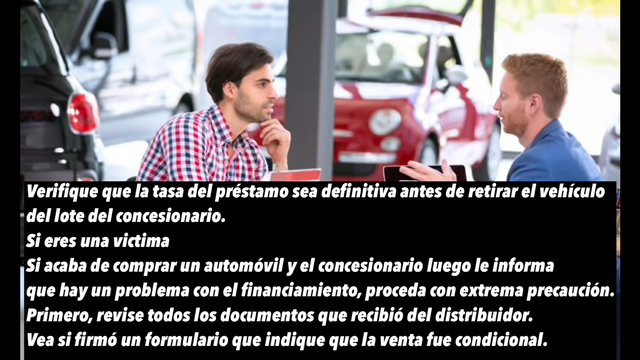 Verifique que la tasa del préstamo sea definitiva antes de retirar el vehículo
del lote del concesionario.
Si eres una victima
Si acaba de comprar un automóvil y el concesionario luego le informa
que hay un problema con el financiamiento, proceda con extrema precaución.
Primero, revise todos los documentos que recibió del distribuidor.
Vea si firmó un formulario que indique que la venta fue condicional.